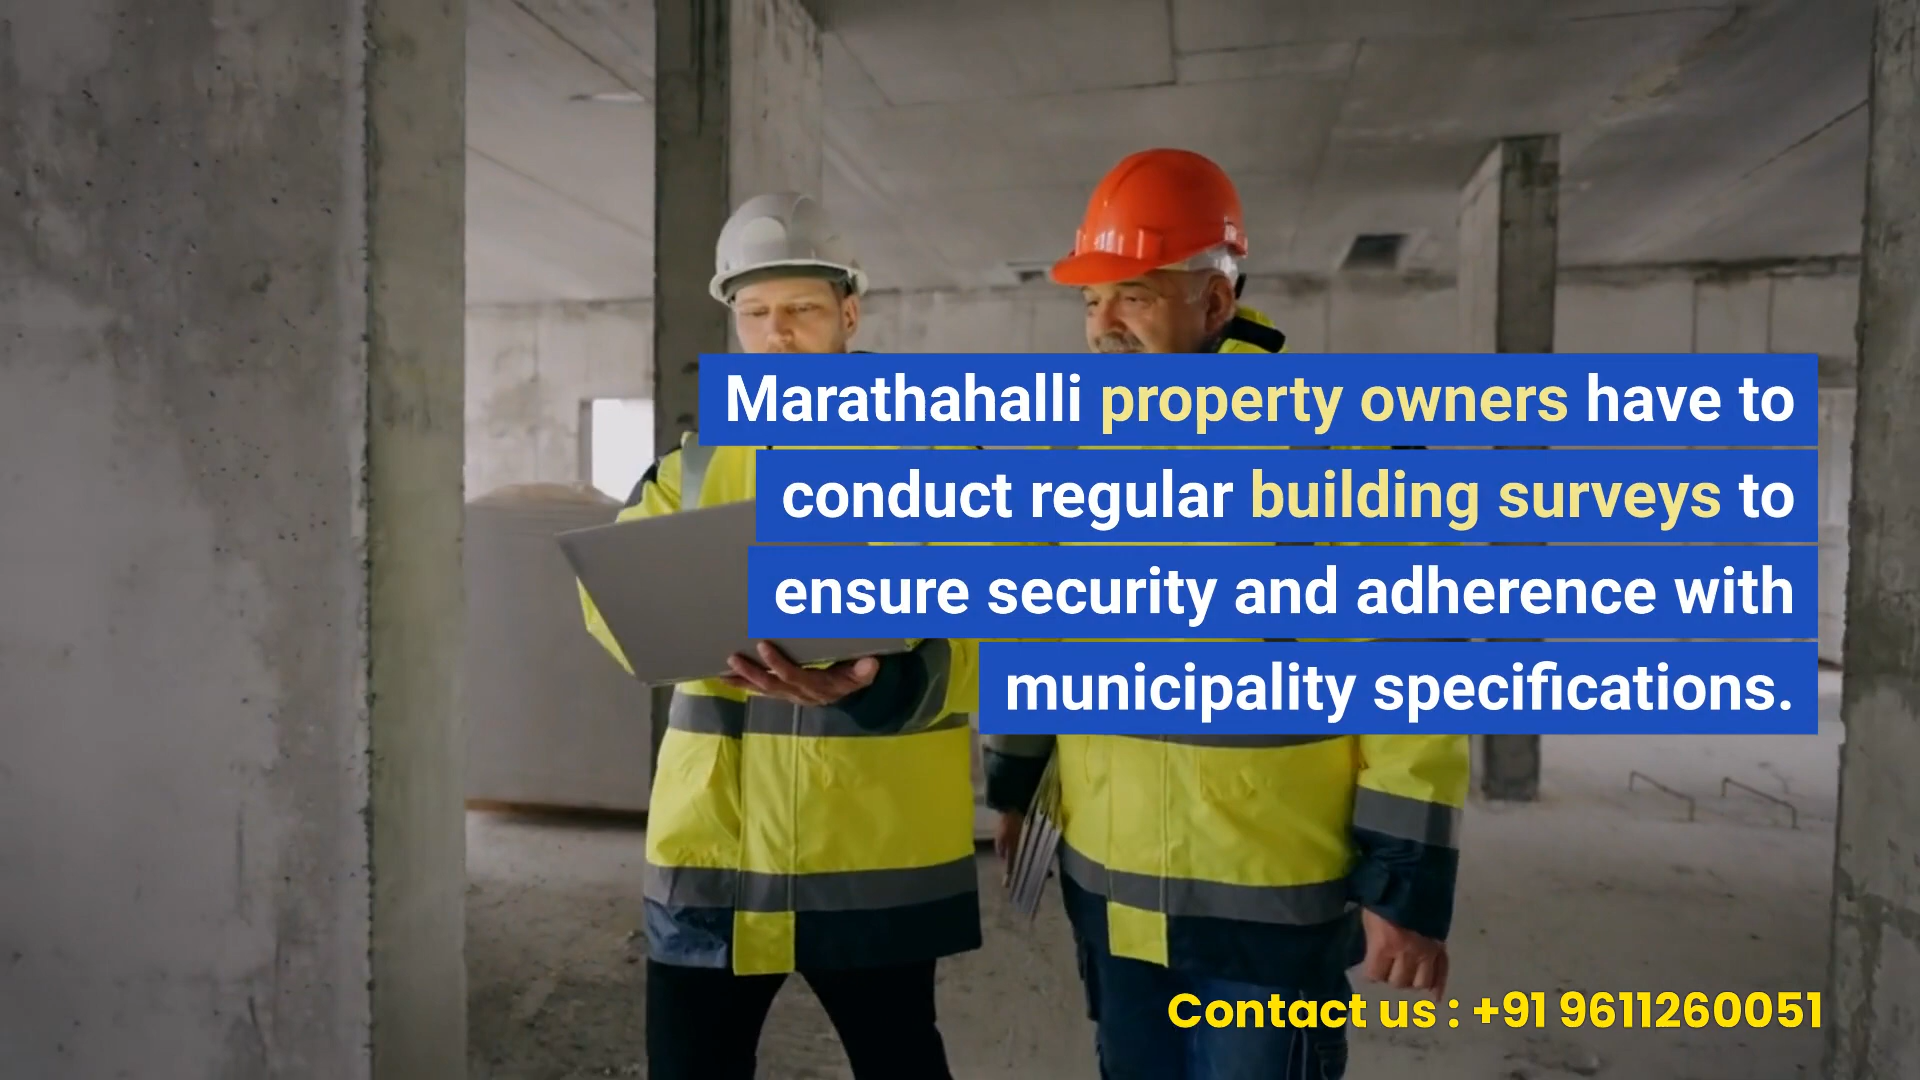 Marathahalli property owners have to
conduct regular building surveys to
ensure security and adherence with
municipality specifications.
Contact us : +91 9611260051